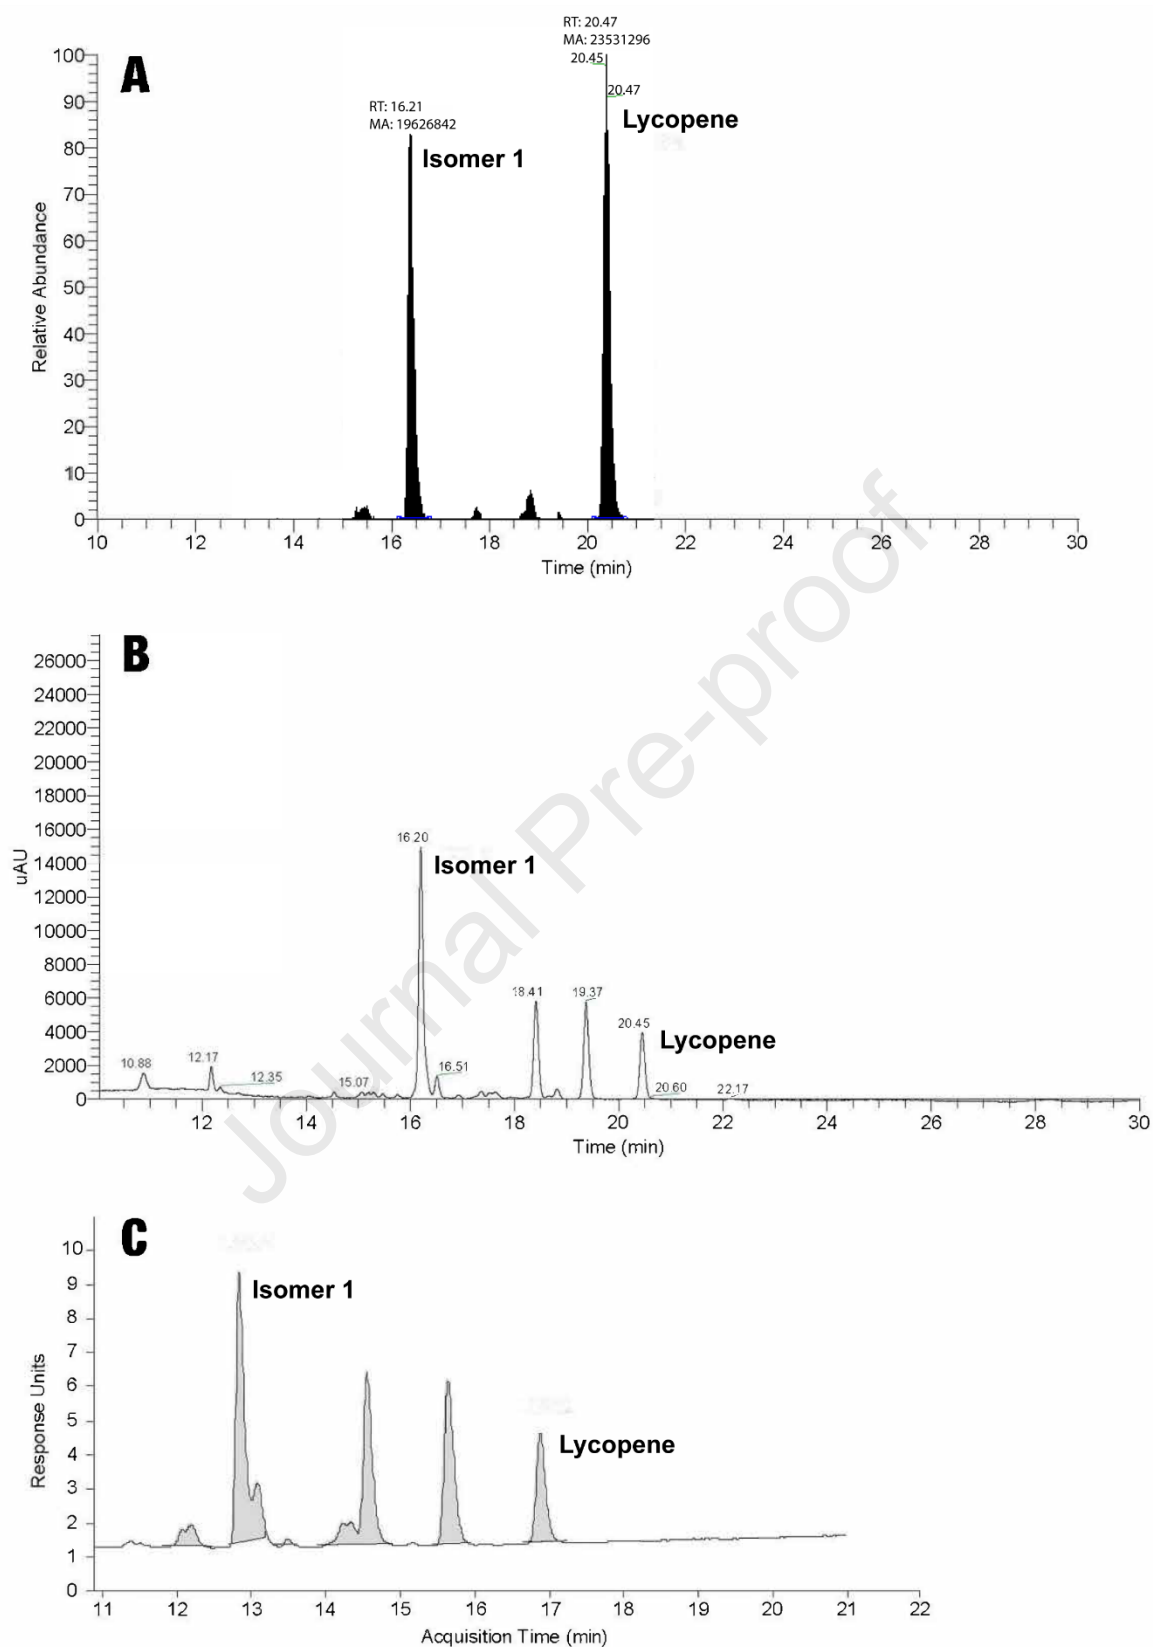 RT: 20.47
MA: 23531296
A
100
20.45
20.47
90
RT: 16.21
MA: 19626842
Lycopene
80
Isomer 1
70
60
Relative Abundance
50
40
30
20
10
0
10 12 14 16 18 20 22 24 26 28 30
Time (min)
B
26000
24000
22000
20000
18000
16000
16.20
14000
Isomer 1
uAU
12000
10000
8000
6000
18.41 19.37
4000
20.45
Lycopene
2000
10.88 12.17 12.35 15.07 16.51 20.60 22.17
0
12 14 16 18 20 22 24 26 28 30
Time (min)
Journal Pre-proof
C
10
9
Isomer 1
8
7
6
Response Units
5
Lycopene
4
3
2
1
0
11 12 13 14 15 16 17 18 19 20 21 22
Acquisition Time (min)